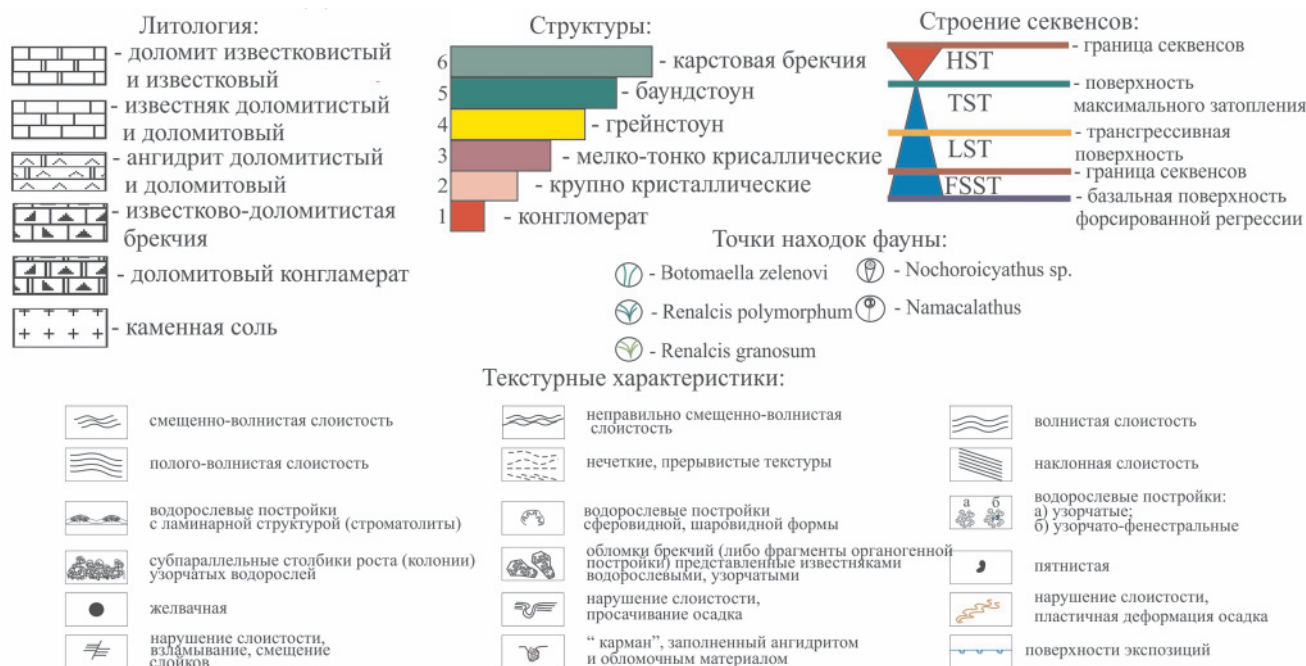 Литология:
- доломит известковистый
и известковый
- известняк доломитистый
и доломитовый
- ангидрит доломитистый
и доломитовый
- известково-доломитистая
брекчия
- доломитовый конгламерат
- каменная соль
Структуры:
6 - карстовая брекчия
5 - баундстоун
4 - грейнстоун
3 - мелко-тонко крисаллические
2 - крупно кристаллические
1 - конгломерат
Строение секвенсов:
- граница секвенсов
HST
- поверхность
максимального затопления
TST
- трансгрессивная
поверхность
LST
- граница секвенсов
FSST
- базальная поверхность
форсированной регрессии
Точки находок фауны:
- Botomaella zelenovi
- Nochoroicyathus sp.
- Renalcis polymorphum
- Namacalathus
- Renalcis granosum
Текстурные характеристики:
смещенно-волнистая слоистость
неправильно смещенно-волнистая
слоистость
волнистая слоистость
полого-волнистая слоистость
нечеткие, прерывистые текстуры
наклонная слоистость
водорослевые постройки
с ламинарной структурой (строматолиты)
водорослевые постройки
сферовидной, шаровидной формы
а б
водорослевые постройки:
а) узорчатые;
б) узорчато-фенестральные
субпараллельные столбики роста (колонии)
узорчатых водорослей
обломки брекчий (либо фрагменты органогенной
постройки) представленные известняками
водорослевыми, узорчатыми
пятнистая
желвачная
нарушение слоистости,
просачивание осадка
нарушение слоистости,
пластичная деформация осадка
нарушение слоистости,
взламывание, смещение
слойков
“ карман”, заполненный ангидритом
и обломочным материалом
поверхности экспозиций